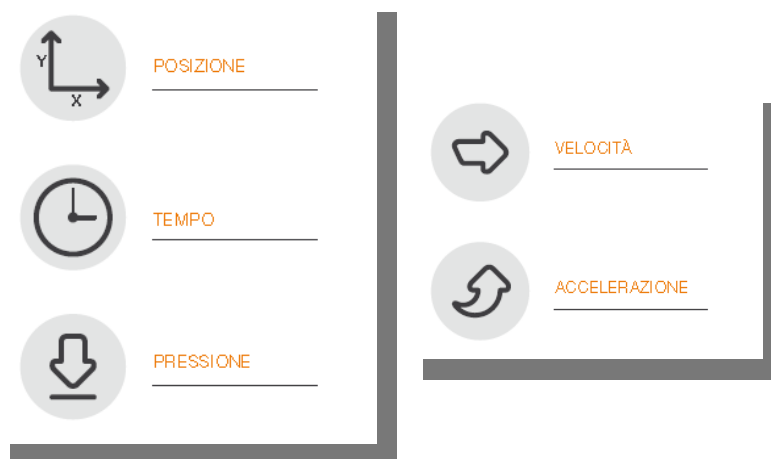 Y
X
POSIZIONE
TEMPO
PRESSIONE
VELOCITÀ
ACCELERAZIONE